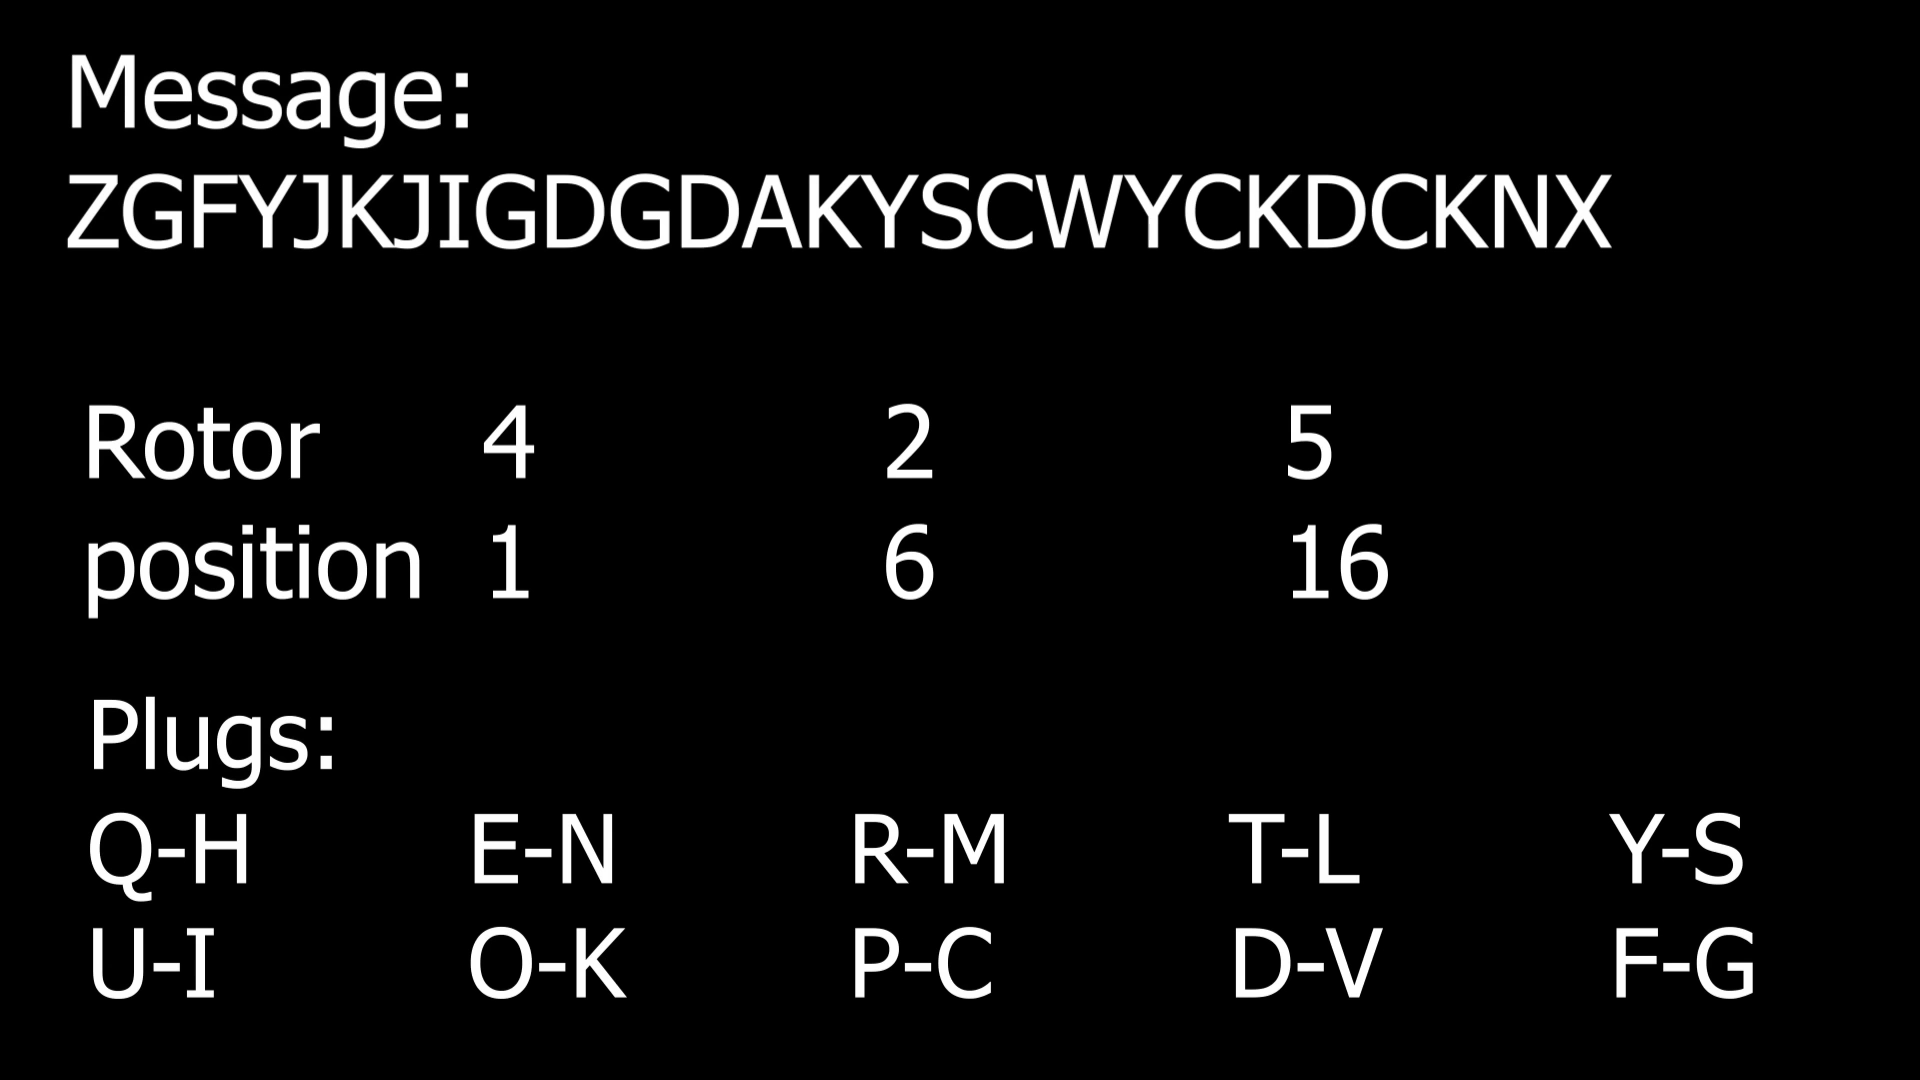 Message:
ZGFYJKJIGDGDAKYSCWYCKDCKNX
Rotor 4 2 5
position 1 6 16
Plugs:
Q-H E-N R-M T-L Y-S
U-I O-K P-C D-V F-G